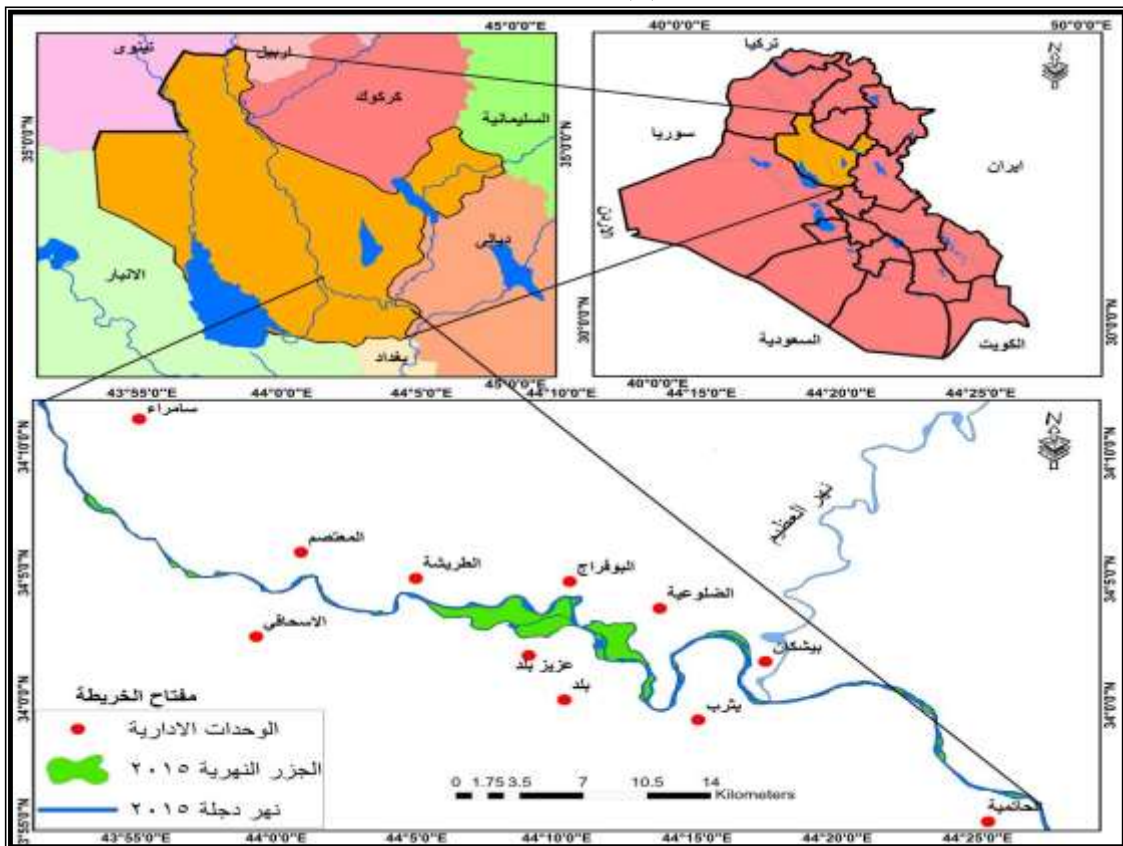 45°0'0"E
نينوى
اربيل
كركوك
السليمانية
35°0'0"N
35°0'0"N
ديالى
الانبار
بغداد
45°0'0"E
40°0'0"E
50°0'0"E
تركيا
N
سوريا
ايران
الاردن
30°0'0"N
30°0'0"N
السعودية
الكويت
40°0'0"E
50°0'0"E
43°55'0"E
44°0'0"E
44°5'0"E
44°10'0"E
44°15'0"E
44°20'0"E
44°25'0"E
سامراء
N
34°10'0"N
نهر العظيم
المعتصم
الطريشة
البوفراج
الضلوعية
34°5'0"N
34°5'0"N
الاسحاقي
عزيز بلد
بيشكان
بلد
يثرب
34°0'0"N
34°0'0"N
مفتاح الخريطة
الوحدات الادارية
الجزر النهرية ٢٠١٥
نهر دجلة ٢٠١٥
0 1.75 3.5 7 10.5 14
Kilometers
الحاتمية
43°55'0"E
44°0'0"E
44°5'0"E
44°10'0"E
44°15'0"E
44°20'0"E
44°25'0"E